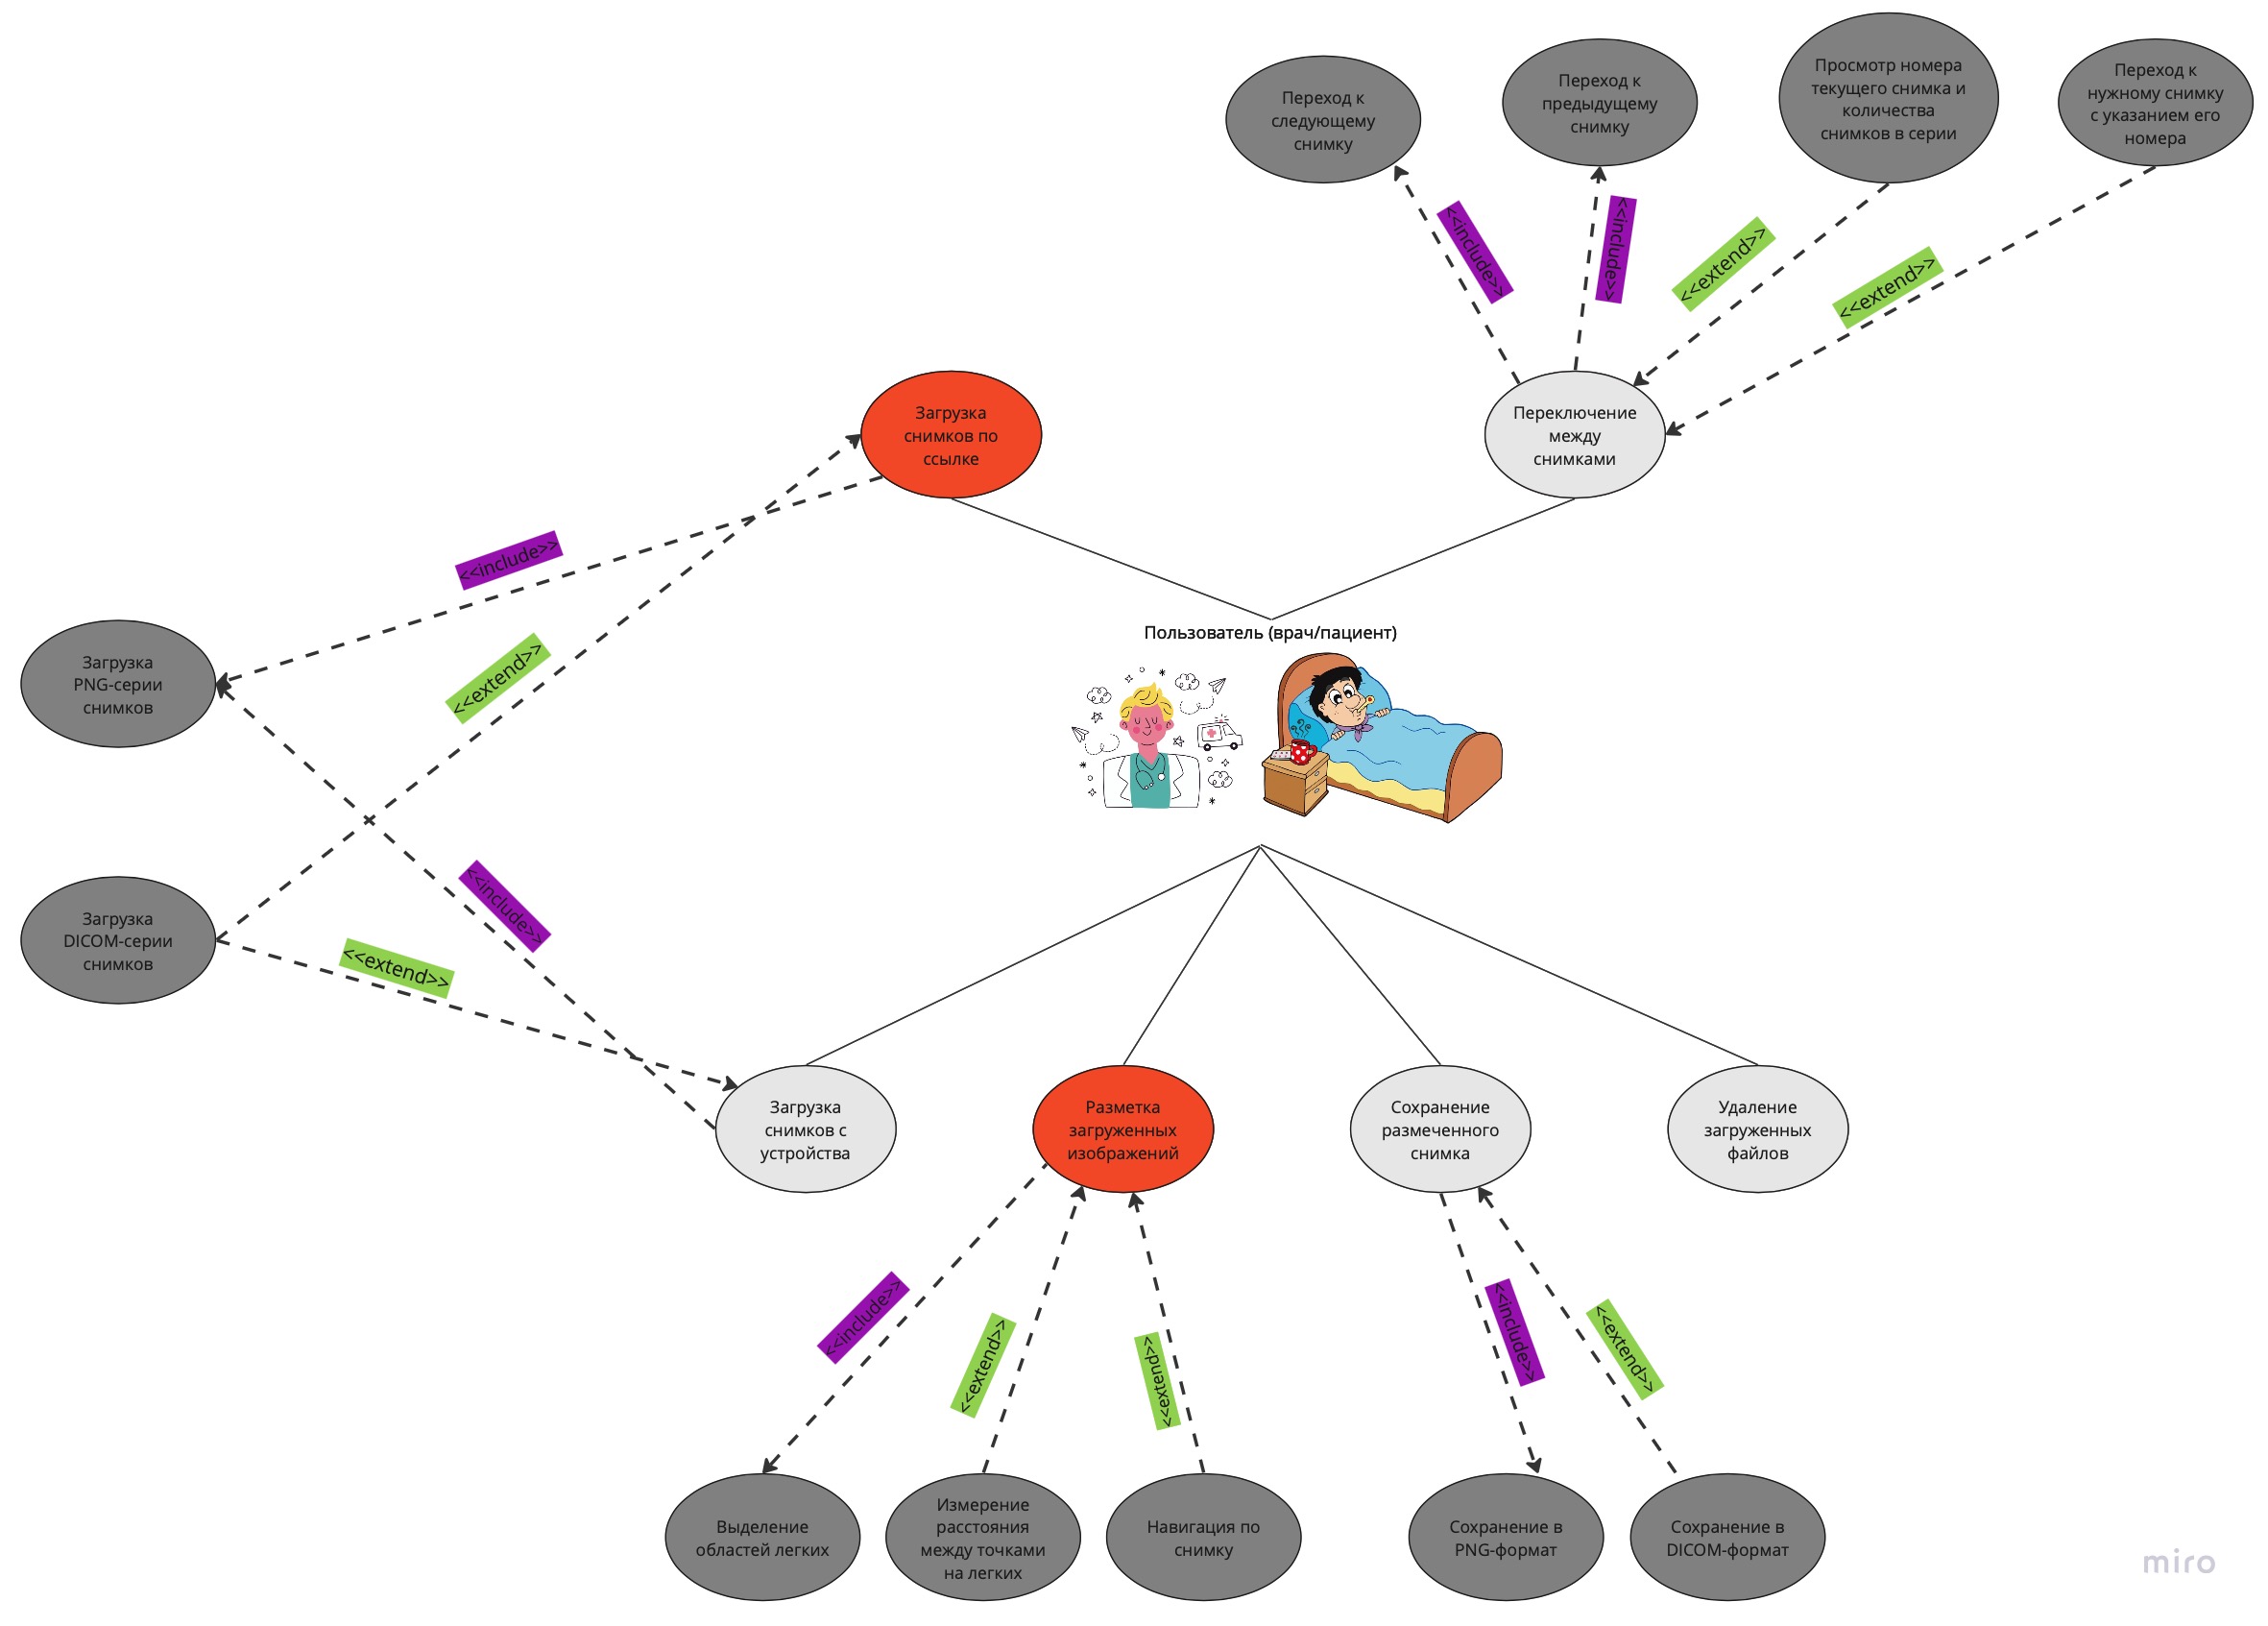 Переход к
следующему
снимку
Переход к
предыдущему
снимку
Просмотр номера
текущего снимка и
количества
снимков в серии
Переход к
нужному снимку
с указанием его
номера
<<include>>
<<include>>
<<extend>>
<<extend>>
Загрузка
снимков по
ссылке
Переключение
между
снимками
<<include>>
<<extend>>
Пользователь (врач/пациент)
Загрузка
PNG-серии
снимков
Загрузка
DICOM-серии
снимков
<<include>>
<<extend>>
Загрузка
снимков с
устройства
Разметка
загруженных
изображений
Сохранение
размеченного
снимка
Удаление
загруженных
файлов
<<include>>
<<extend>>
<<extend>>
<<include>>
<<extend>>
Выделение
областей легких
Измерение
расстояния
между точками
на легких
Навигация по
снимку
Сохранение в
PNG-формат
Сохранение в
DICOM-формат
miro